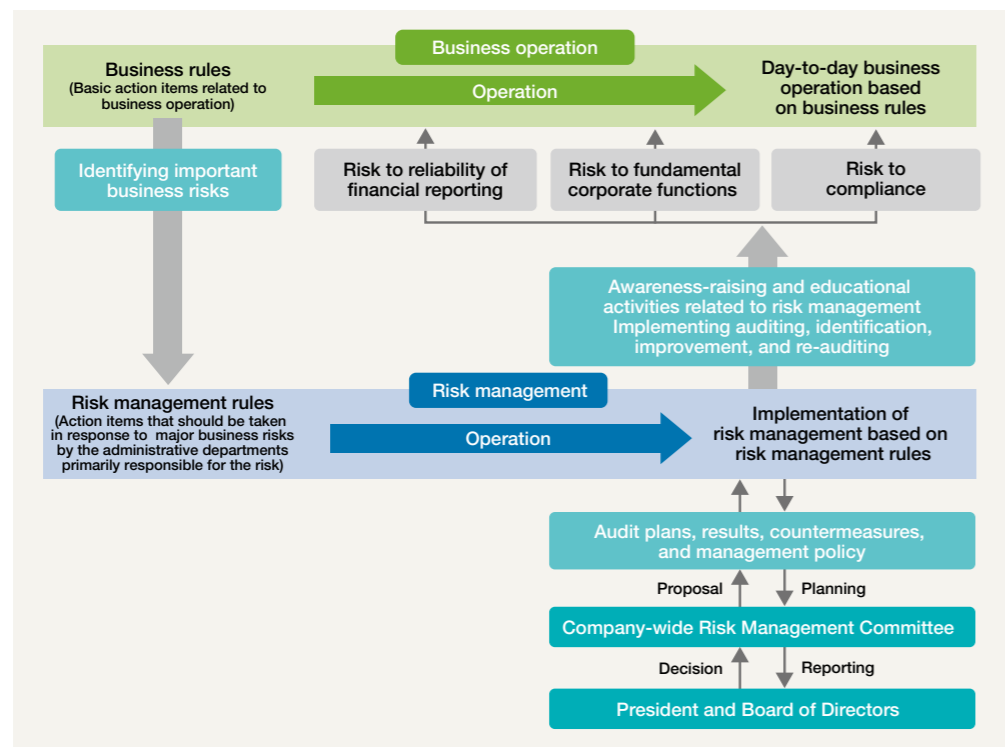 Business operation
Business rules
(Basic action items related to
business operation)
Operation
Day-to-day business
operation based
on business rules
Identifying important
business risks
Risk to reliability of
financial reporting
Risk to fundamental
corporate functions
Risk to
compliance
Awareness-raising and educational
activities related to risk management
Implementing auditing, identification,
improvement, and re-auditing
Risk management
Risk management rules
(Action items that should be taken
in response to major business risks
by the administrative departments
primarily responsible for the risk)
Operation
Implementation of
risk management based on
risk management rules
Audit plans, results, countermeasures,
and management policy
Proposal
Planning
Company-wide Risk Management Committee
Decision
Reporting
President and Board of Directors